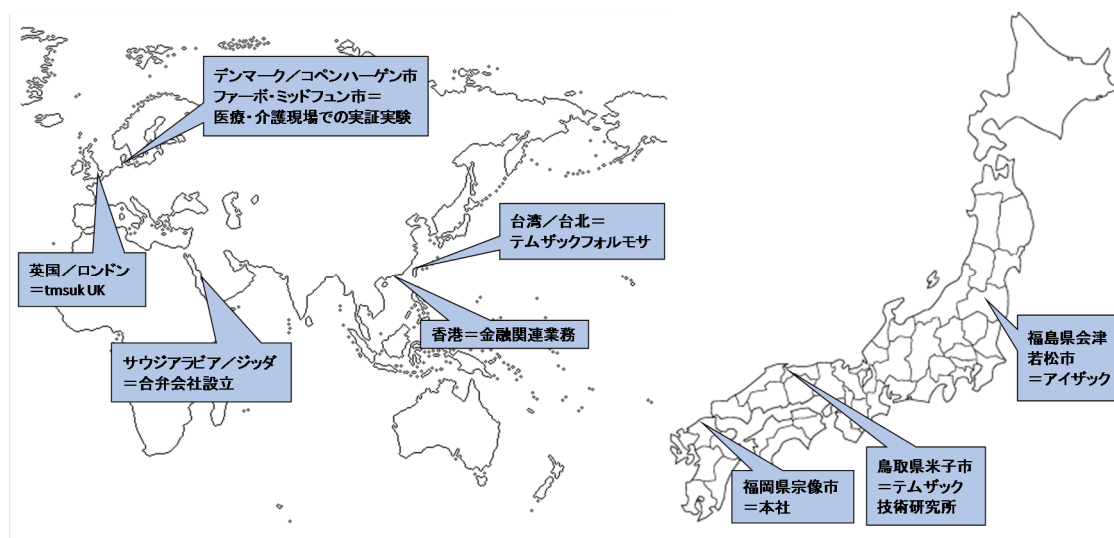 デンマーク／コペンハーゲン市
ファーボ・ミッドフュン市＝
医療・介護現場での実証実験
英国／ロンドン
＝tmsuk UK
サウジアラビア／ジッダ
＝合弁会社設立
台湾／台北＝
テムザックフォルモサ
香港＝金融関連業務
福島県会津
若松市
＝アイザック
鳥取県米子市
＝テムザック
技術研究所
福岡県宗像市
＝本社